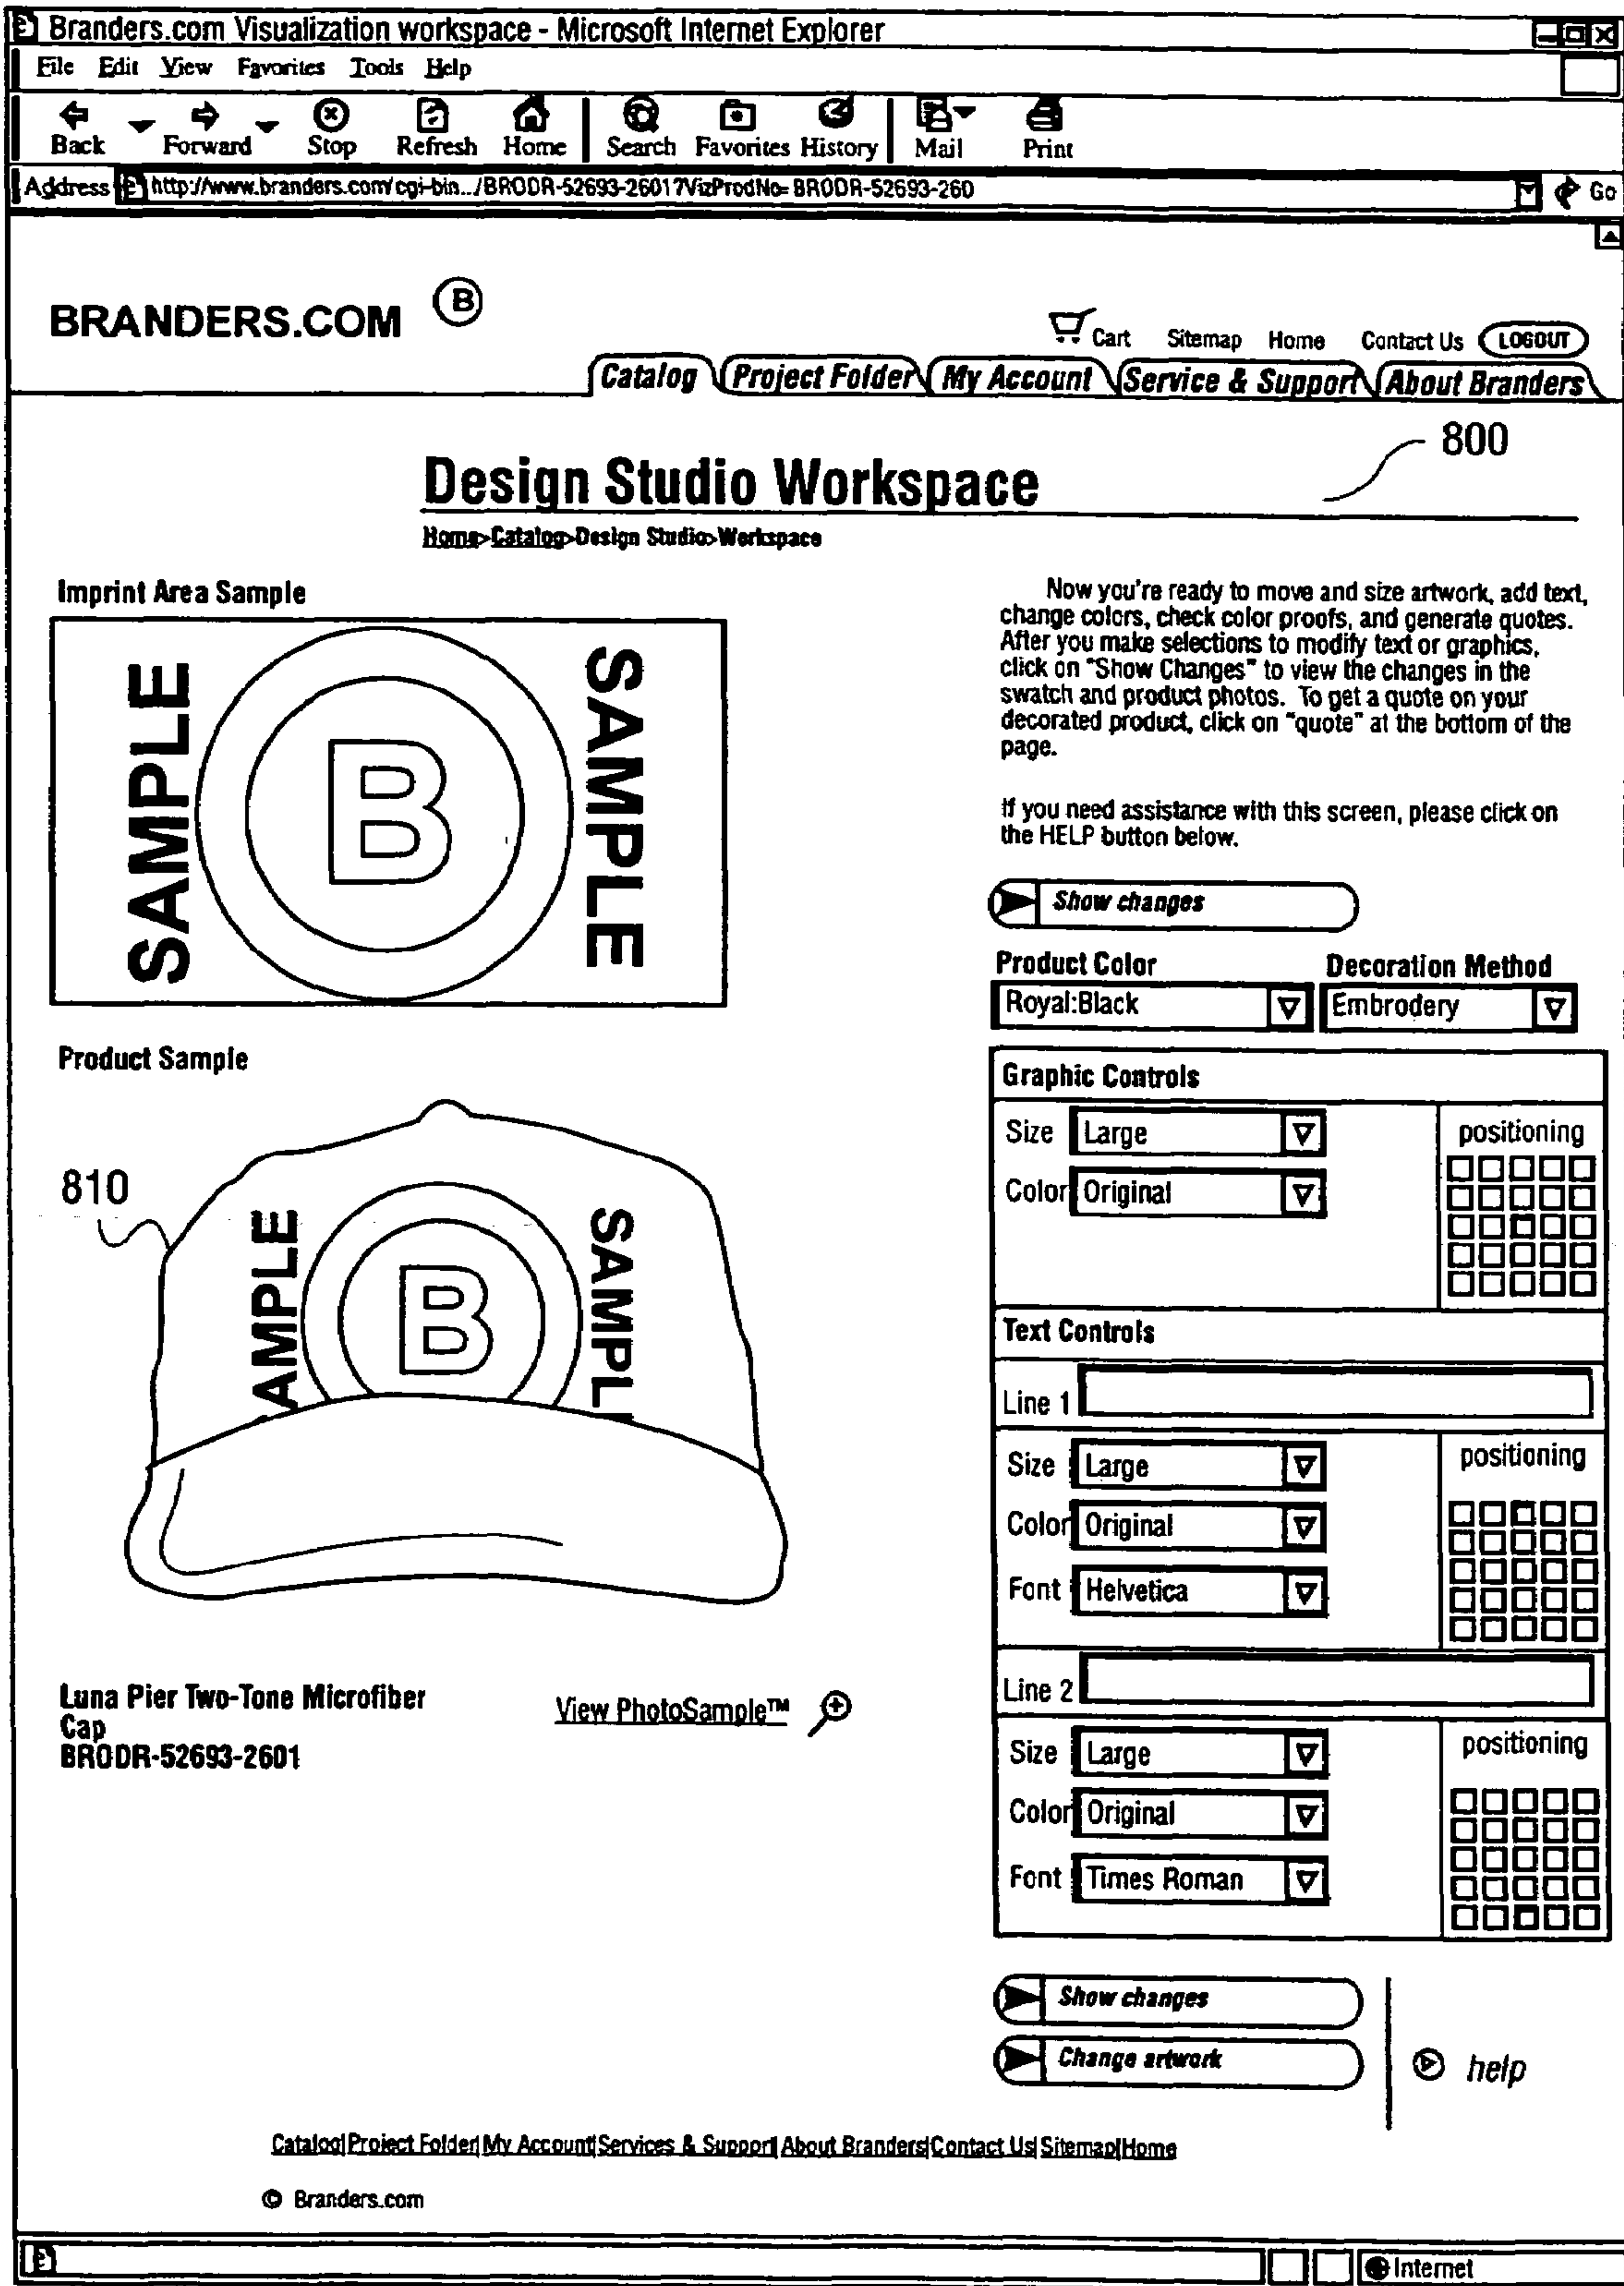 Branders.com Visualization workspace - Microsoft Internet Explorer
File Edit View Favorites Tools Help
Back Forward Stop Refresh Home Search Favorites History Mail Print
Address http://www.branders.com/cgi-bin../BRODR-52693-2601?VizProdNo=BRODR-52693-260 Go
BRANDERS.COM B
Cart Sitemap Home Contact Us LOGOUT
Catalog Project Folder My Account Service & Support About Branders
800
Design Studio Workspace
Home>Catalog>Design Studio>Workspace
Imprint Area Sample
SAMPLE B SAMPLE
Now you're ready to move and size artwork, add text,
change colors, check color proofs, and generate quotes.
After you make selections to modify text or graphics,
click on "Show Changes" to view the changes in the
swatch and product photos. To get a quote on your
decorated product, click on "quote" at the bottom of the
page.
If you need assistance with this screen, please click on
the HELP button below.
Show changes
Product Color Decoration Method
Royal:Black Embrodery
Product Sample
810
AMPLE B SAMPL
Luna Pier Two-Tone Microfiber
Cap
BRODR-52693-2601
View PhotoSample™
Graphic Controls
Size Large positioning
Color Original
Text Controls
Line 1
Size Large positioning
Color Original
Font Helvetica
Line 2
Size Large positioning
Color Original
Font Times Roman
Show changes
Change artwork
help
Catalog|Project Folder|My Account|Services & Support|About Branders|Contact Us|Sitemap|Home
© Branders.com
Internet